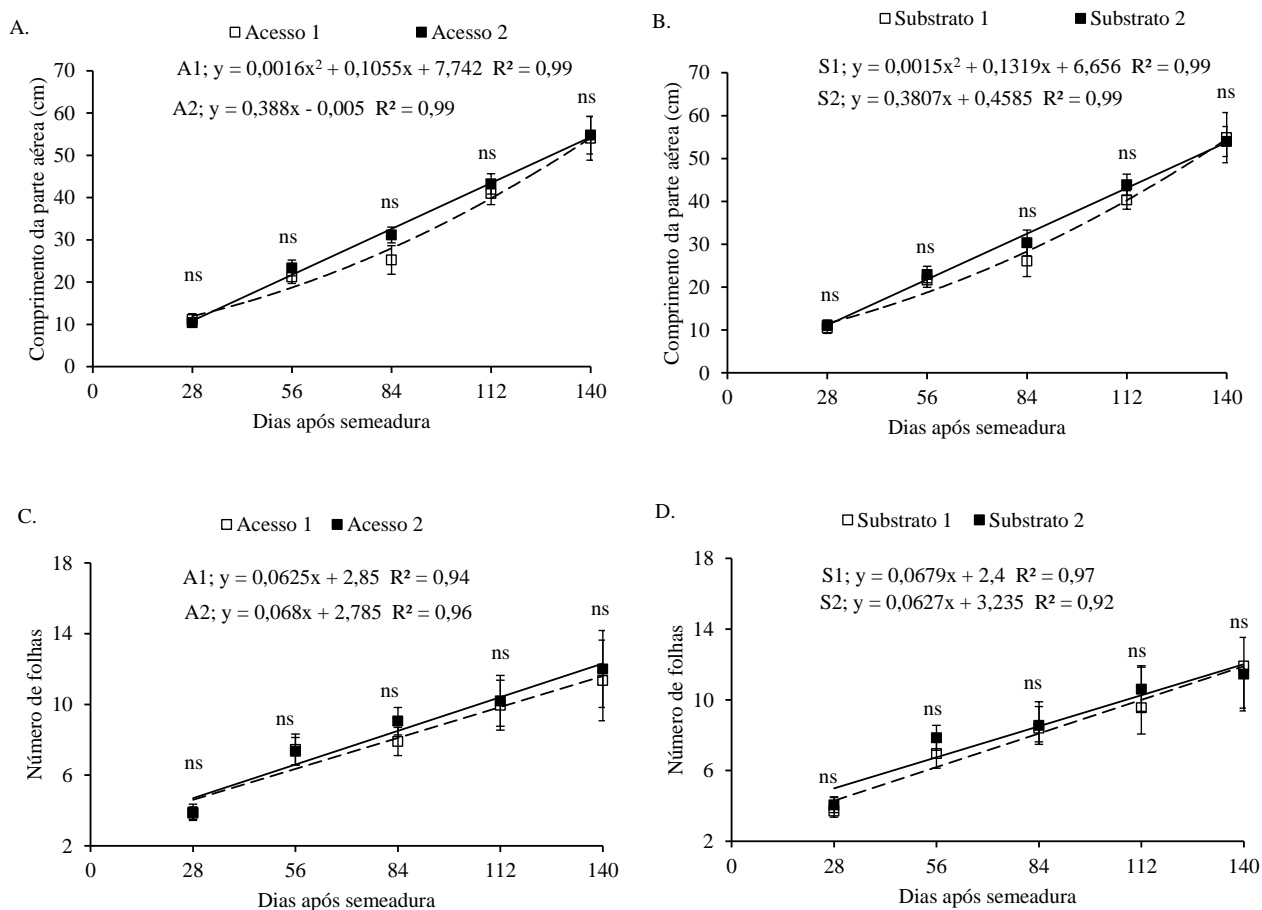 A.
□ Acesso 1 ■ Acesso 2
A1; y = 0,0016x² + 0,1055x + 7,742 R² = 0,99
A2; y = 0,388x - 0,005 R² = 0,99
Comprimento da parte aérea (cm)
70
60
50
40
30
20
10
0
ns
ns
ns
ns
ns
0 28 56 84 112 140
Dias após semeadura
B.
□ Substrato 1 ■ Substrato 2
S1; y = 0,0015x² + 0,1319x + 6,656 R² = 0,99
S2; y = 0,3807x + 0,4585 R² = 0,99
Comprimento da parte aérea (cm)
70
60
50
40
30
20
10
0
ns
ns
ns
ns
ns
0 28 56 84 112 140
Dias após semeadura
C.
□ Acesso 1 ■ Acesso 2
A1; y = 0,0625x + 2,85 R² = 0,94
A2; y = 0,068x + 2,785 R² = 0,96
Número de folhas
18
14
10
6
2
ns
ns
ns
ns
ns
0 28 56 84 112 140
Dias após semeadura
D.
□ Substrato 1 ■ Substrato 2
S1; y = 0,0679x + 2,4 R² = 0,97
S2; y = 0,0627x + 3,235 R² = 0,92
Número de folhas
18
14
10
6
2
ns
ns
ns
ns
ns
0 28 56 84 112 140
Dias após semeadura